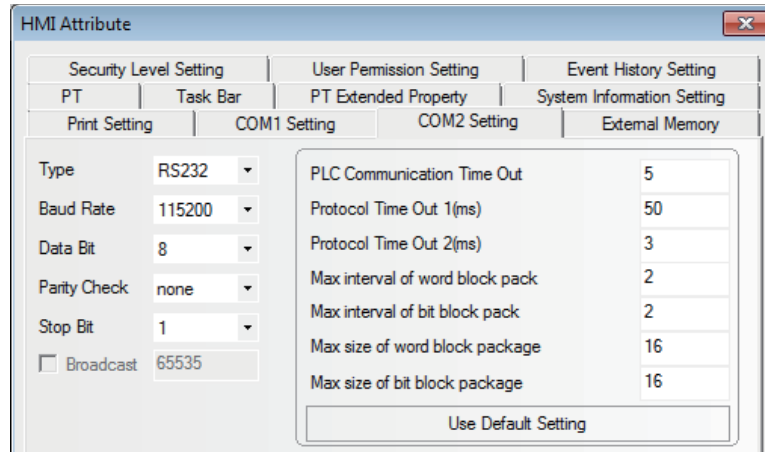 HMI Attribute
Security Level Setting User Permission Setting Event History Setting
PT Task Bar PT Extended Property System Information Setting
Print Setting COM1 Setting COM2 Setting External Memory
Type RS232
Baud Rate 115200
Data Bit 8
Parity Check none
Stop Bit 1
Broadcast 65535
PLC Communication Time Out 5
Protocol Time Out 1(ms) 50
Protocol Time Out 2(ms) 3
Max interval of word block pack 2
Max interval of bit block pack 2
Max size of word block package 16
Max size of bit block package 16
Use Default Setting